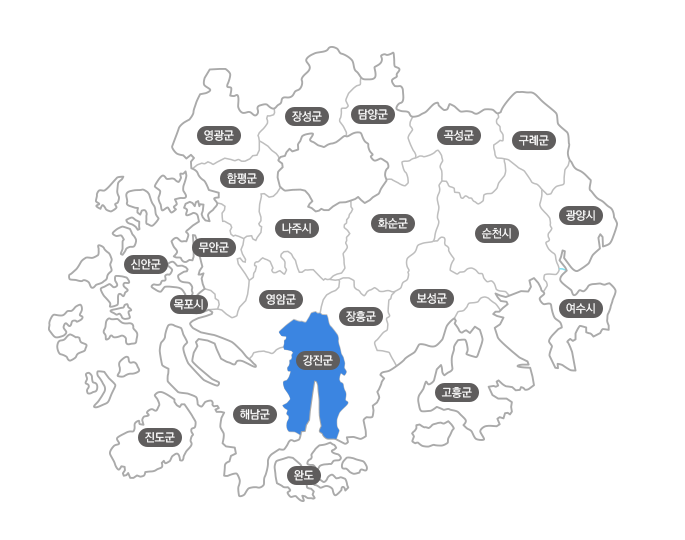 장성군
담양군
영광군
곡성군
구례군
함평군
광양시
화순군
나주시
순천시
무안군
신안군
보성군
영암군
목포시
여수시
장흥군
강진군
고흥군
해남군
진도군
완도